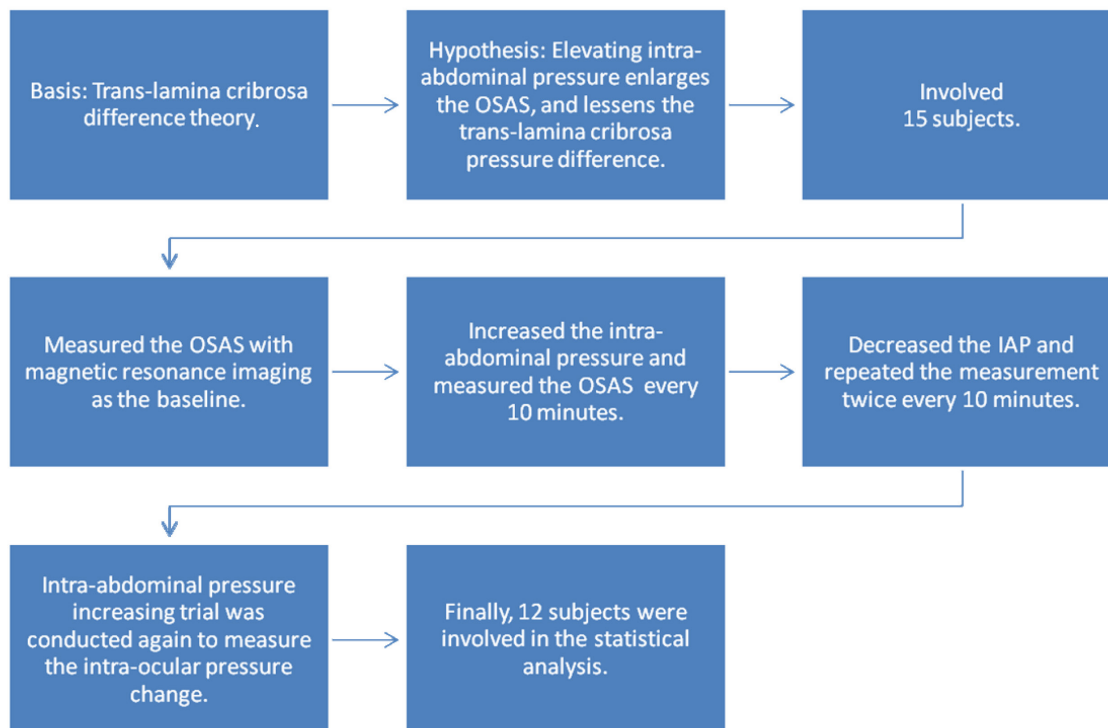 Basis: Trans-lamina cribrosa
difference theory.
Hypothesis: Elevating intra-
abdominal pressure enlarges
the OSAS, and lessens the
trans-lamina cribrosa
pressure difference.
Involved
15 subjects.
Measured the OSAS with
magnetic resonance imaging
as the baseline.
Increased the intra-
abdominal pressure and
measured the OSAS every
10 minutes.
Decreased the IAP and
repeated the measurement
twice every 10 minutes.
Intra-abdominal pressure
increasing trial was
conducted again to measure
the intra-ocular pressure
change.
Finally, 12 subjects were
involved in the statistical
analysis.